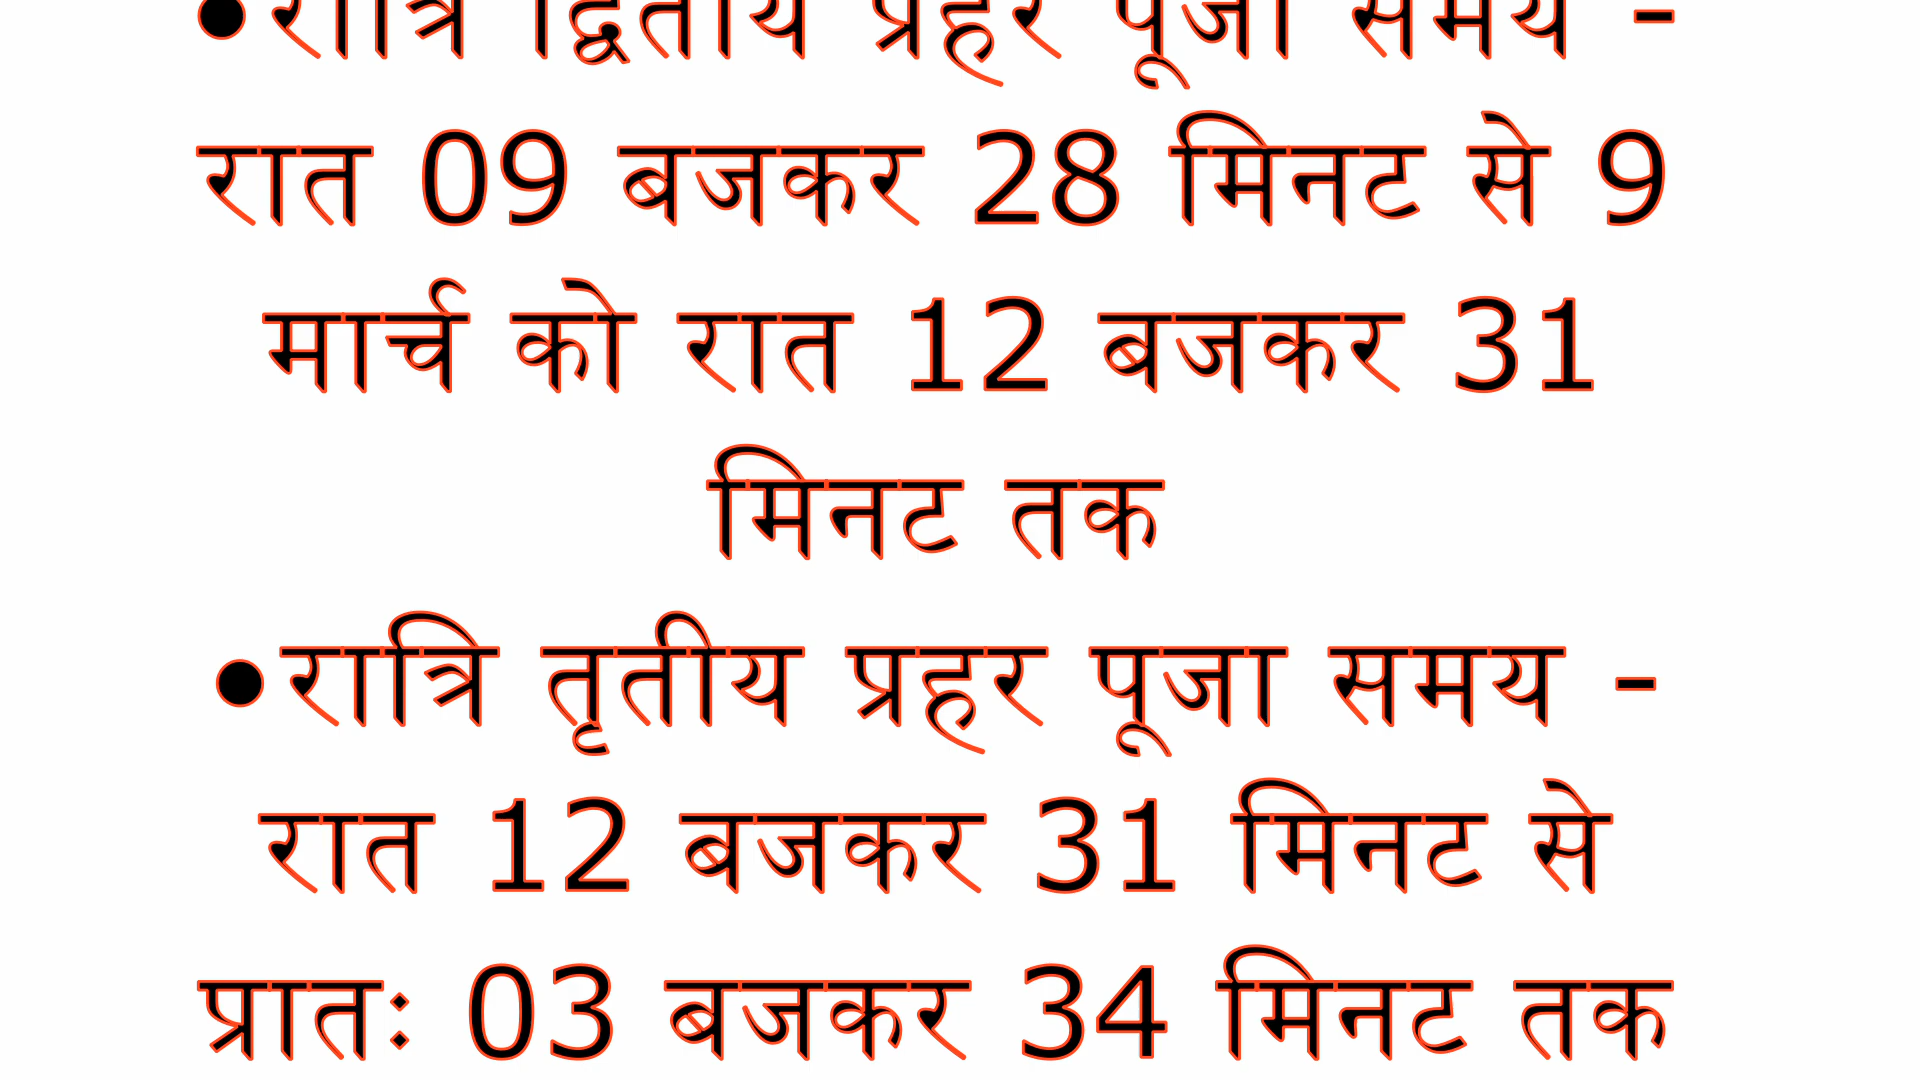 •रात्रि द्वितीय प्रहर पूजा समय -
रात 09 बजकर 28 मिनट से 9
मार्च को रात 12 बजकर 31
मिनट तक
•रात्रि तृतीय प्रहर पूजा समय -
रात 12 बजकर 31 मिनट से
प्रातः 03 बजकर 34 मिनट तक